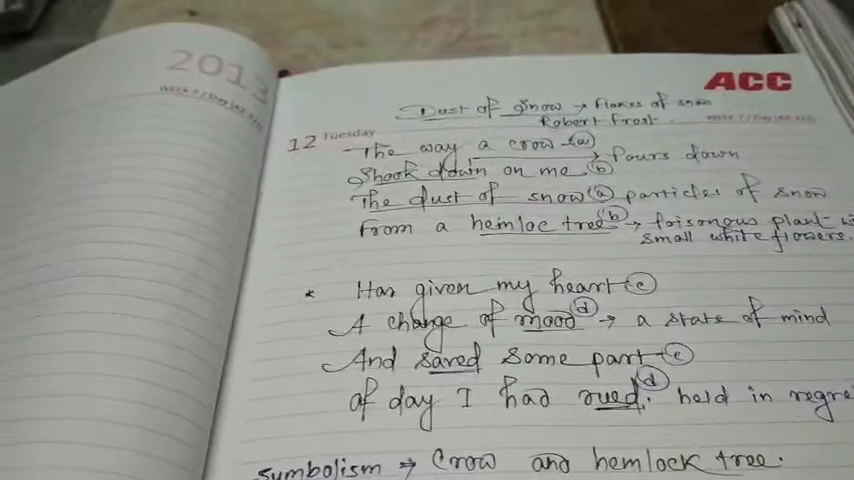 2013
ACC
Dust of snow → flakes of snow
Robert Frost.
12 Tuesday
The way a crow (a)
Shook down on me (b) → Pours down
The dust of snow (a) particles of snow
From a hemloc tree (b) → Poisonous plant wi
small white flowers.
* Has given my heart (c)
A change of mood (d) → a state of mind
And saved some part (c)
of day I had rued. (d) held in regre
Symbolism → Crow and hemlock tree.